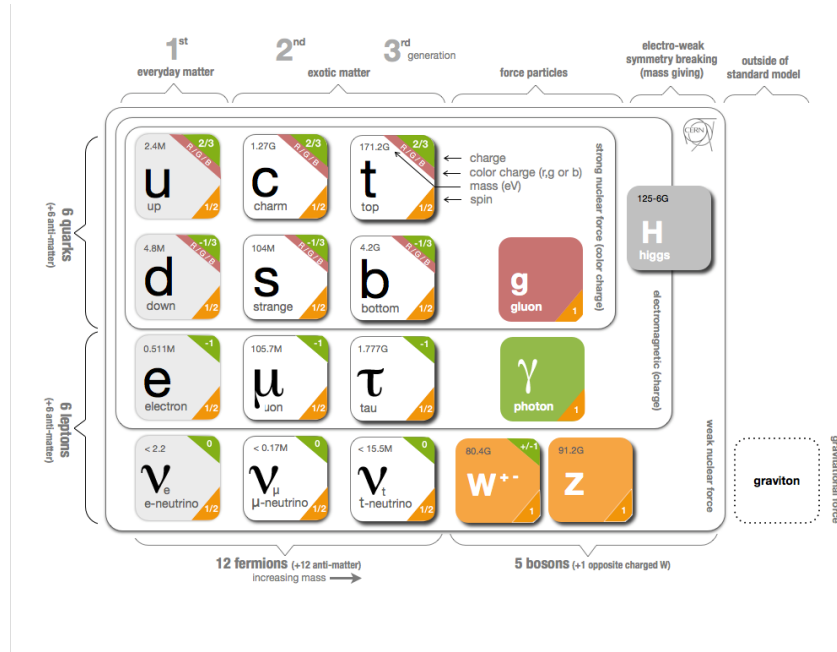 1st
everyday matter
2nd
exotic matter
3rd generation
force particles
electro-weak
symmetry breaking
(mass giving)
outside of
standard model
6 quarks
(+6 anti-matter)
2.4M
2/3
R/G/B
u
up
1/2
1.27G
2/3
R/G/B
c
charm
1/2
171.2G
2/3
R/G/B
t
top
1/2
← charge
← color charge (r,g or b)
mass (eV)
← spin
strong nuclear force (color charge)
CERN
125-6G
H
higgs
4.8M
-1/3
R/G/B
d
down
1/2
104M
-1/3
R/G/B
s
strange
1/2
4.2G
-1/3
R/G/B
b
bottom
1/2
g
gluon
1
electromagnetic (charge)
6 leptons
(+6 anti-matter)
0.511M
-1
e
electron
1/2
105.7M
-1
μ
uon
1/2
1.777G
-1
τ
tau
1/2
γ
photon
1
weak nuclear force
< 2.2
0
νe
e-neutrino
1/2
< 0.17M
0
νμ
μ-neutrino
1/2
< 15.5M
0
νt
t-neutrino
1/2
80.4G
+/-1
W+-
1
91.2G
Z
1
graviton
gravitational force
12 fermions (+12 anti-matter)
increasing mass →
5 bosons (+1 opposite charged W)